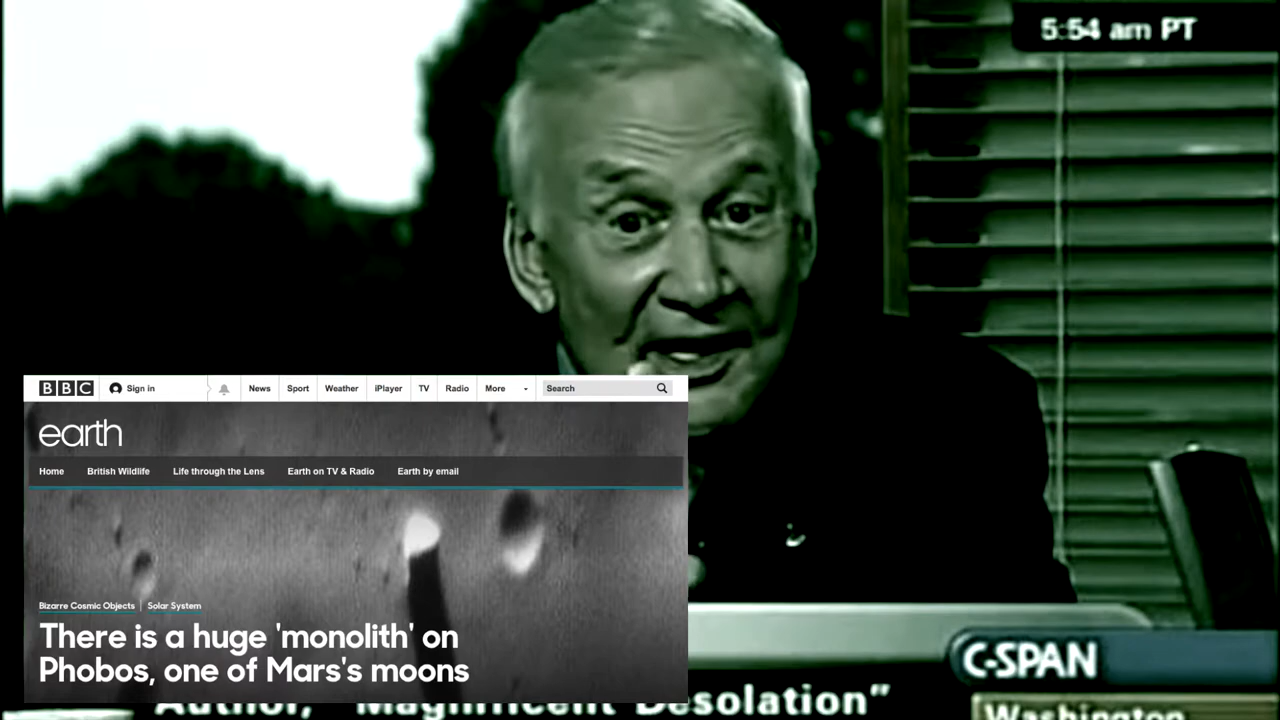 5:54 am PT
BBC
Sign in
News
Sport
Weather
iPlayer
TV
Radio
More
Search
earth
Home
British Wildlife
Life through the Lens
Earth on TV & Radio
Earth by email
Bizarre Cosmic Objects
Solar System
There is a huge 'monolith' on
Phobos, one of Mars's moons
C-SPAN
Author, "Magnificent Desolation"
Washington